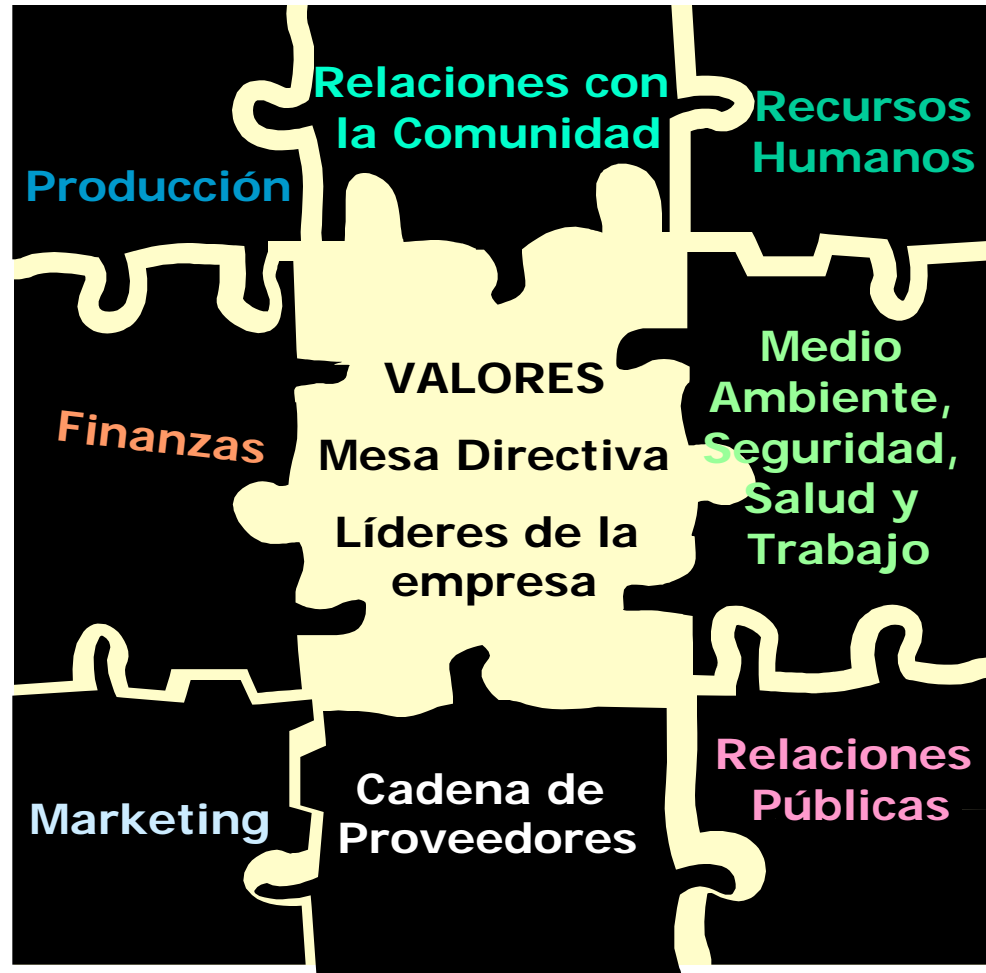 Relaciones con
la Comunidad
Recursos
Humanos
Producción
Medio
Ambiente,
Seguridad,
Salud y
Trabajo
VALORES
Mesa Directiva
Líderes de la
empresa
Finanzas
Marketing
Cadena de
Proveedores
Relaciones
Públicas